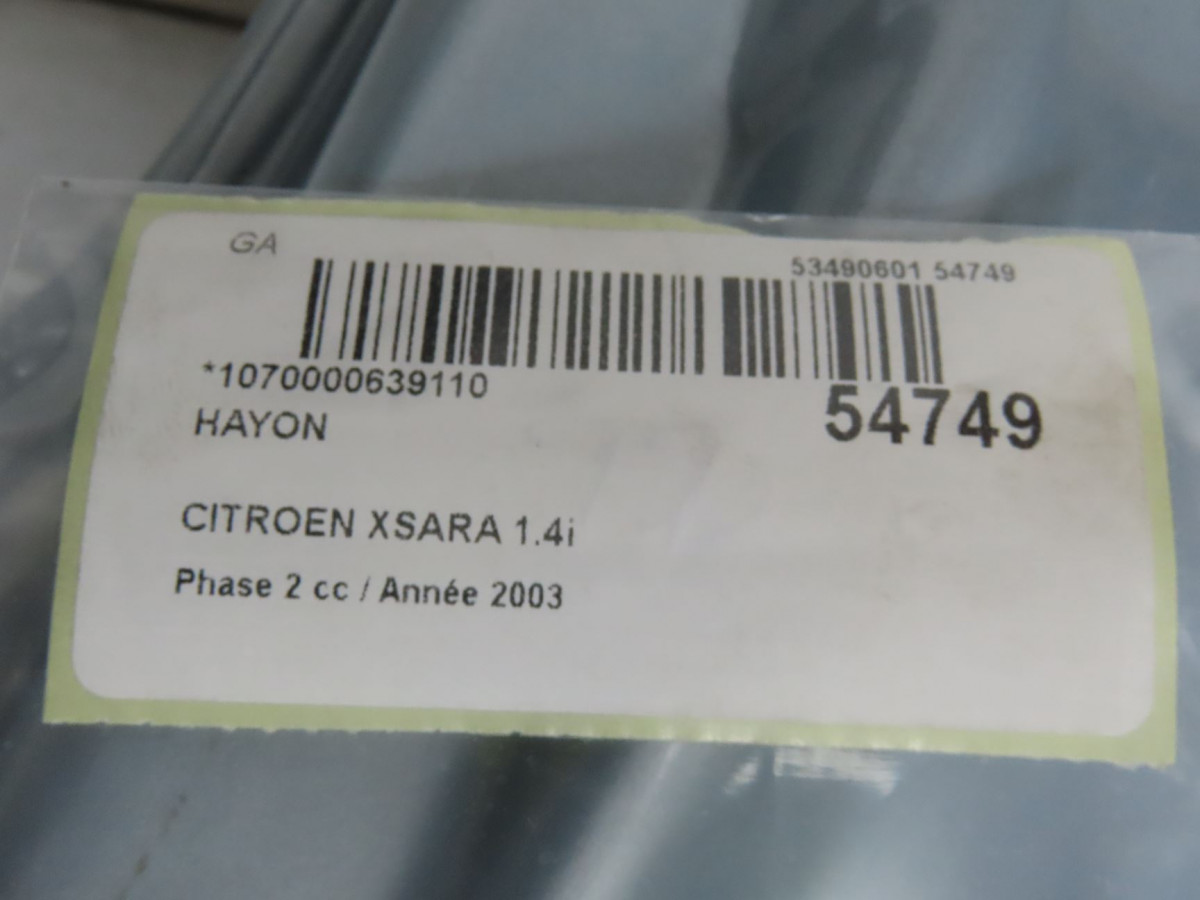 GA
53490601 54749
*1070000639110
54749
HAYON
CITROEN XSARA 1.4i
Phase 2 cc / Année 2003